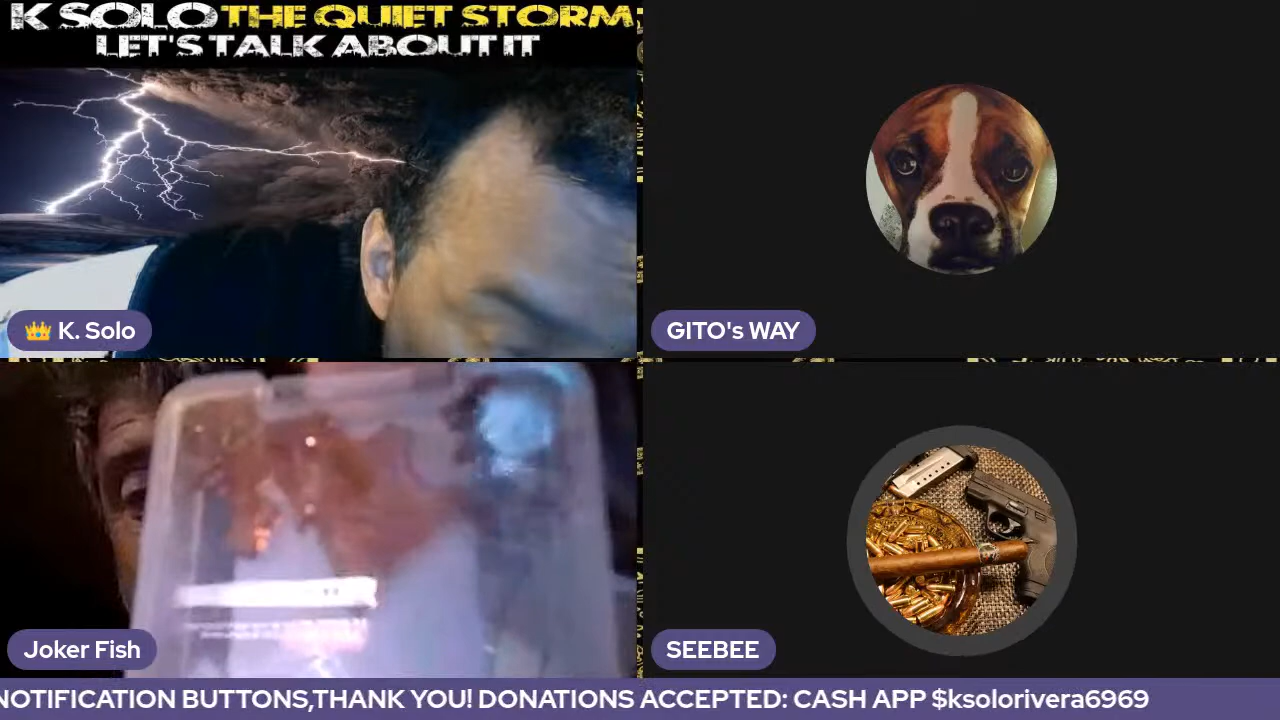 K SOLO THE QUIET STORM
LET'S TALK ABOUT IT
K. Solo
GITO's WAY
Joker Fish
SEEBEE
NOTIFICATION BUTTONS,THANK YOU! DONATIONS ACCEPTED: CASH APP $ksolorivera6969